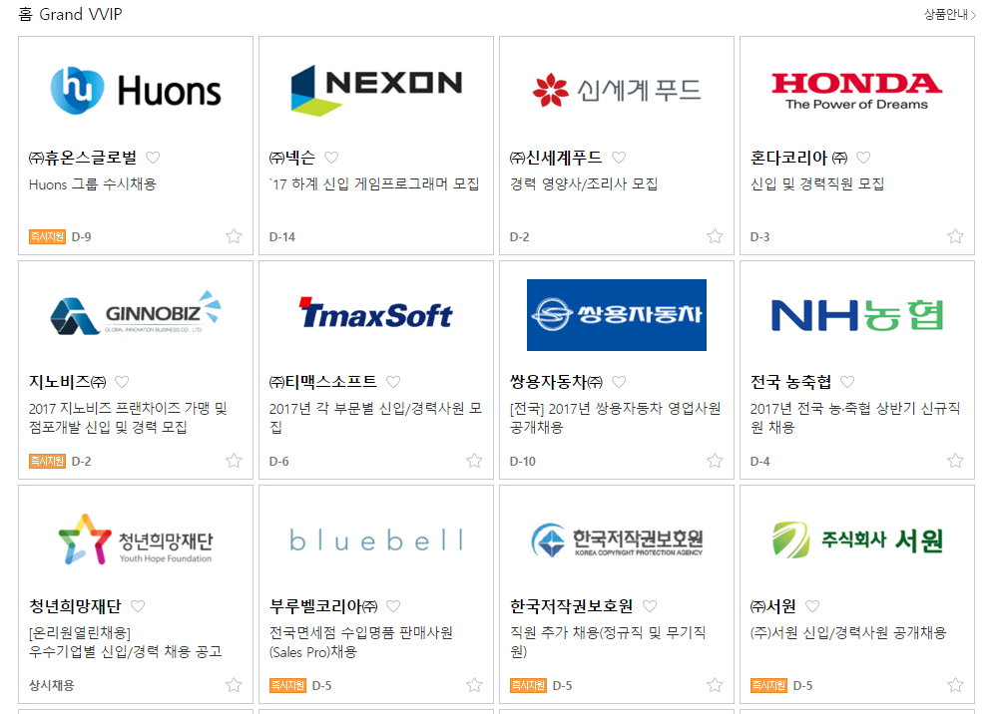 홈 Grand VVIP
상품안내
Huons
㈜휴온스글로벌
Huons 그룹 수시채용
즉시지원 D-9
NEXON
㈜넥슨
`17 하계 신입 게임프로그래머 모집
D-14
신세계 푸드
㈜신세계푸드
경력 영양사/조리사 모집
D-2
HONDA
The Power of Dreams
혼다코리아 ㈜
신입 및 경력직원 모집
D-3
GINNOBIZ
GLOBAL INNOVATION BUSINESS CO., LTD
지노비즈㈜
2017 지노비즈 프랜차이즈 가맹 및
점포개발 신입 및 경력 모집
즉시지원 D-2
TmaxSoft
㈜티맥스소프트
2017년 각 부문별 신입/경력사원 모
집
D-6
쌍용자동차
쌍용자동차㈜
[전국] 2017년 쌍용자동차 영업사원
공개채용
D-10
NH농협
전국 농축협
2017년 전국 농·축협 상반기 신규직
원 채용
D-4
청년희망재단
Youth Hope Foundation
청년희망재단
[온리원열린채용]
우수기업별 신입/경력 채용 공고
상시채용
bluebell
부루벨코리아㈜
전국면세점 수입명품 판매사원
(Sales Pro)채용
즉시지원 D-5
한국저작권보호원
KOREA COPYRIGHT PROTECTION AGENCY
한국저작권보호원
직원 추가 채용(정규직 및 무기직
원)
즉시지원 D-5
주식회사 서원
㈜서원
(주)서원 신입/경력사원 공개채용
즉시지원 D-5